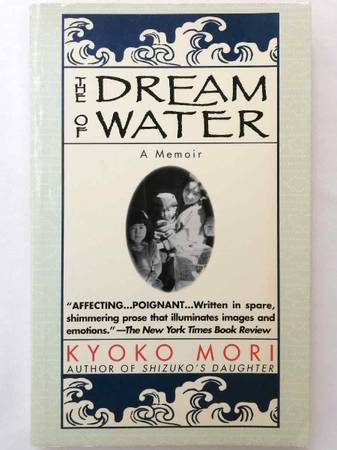 THE DREAM
OF WATER
A Memoir
"AFFECTING...POIGNANT...Written in spare,
shimmering prose that illuminates images and
emotions."—The New York Times Book Review
KYOKO MORI
AUTHOR OF SHIZUKO'S DAUGHTER